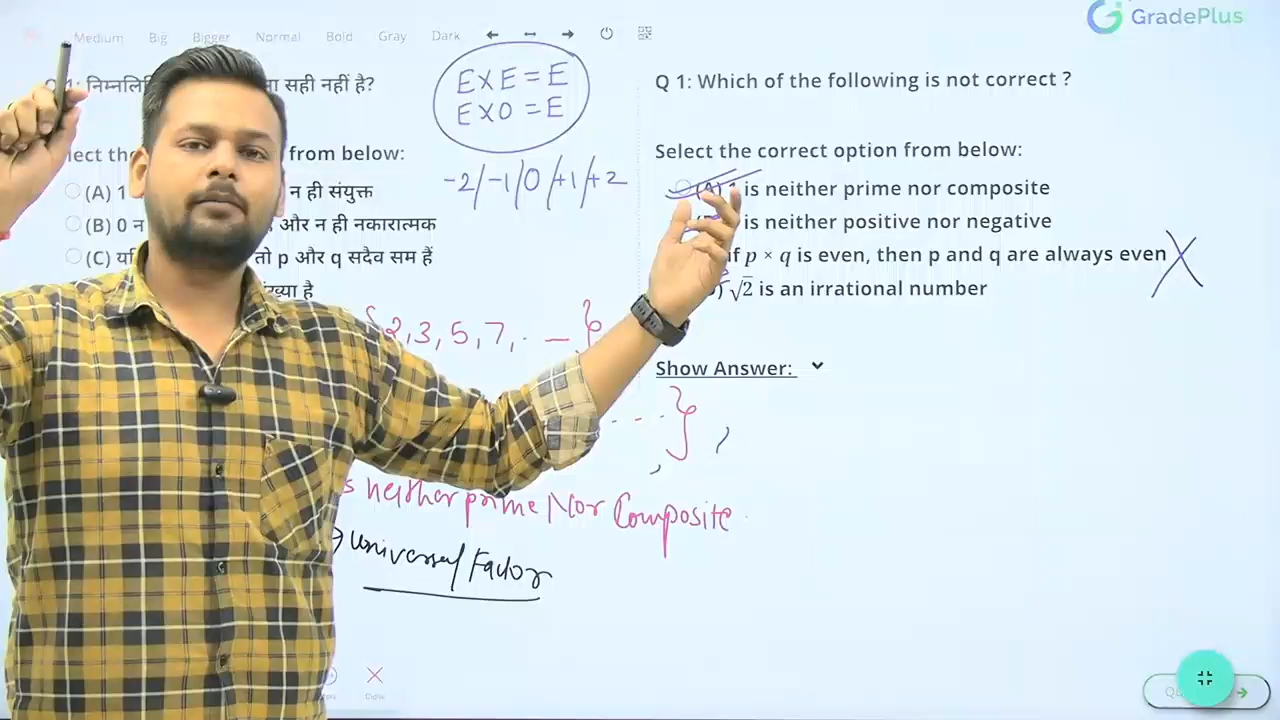 GradePlus
Medium Big Bigger Normal Bold Gray Dark
निम्नलि सही नहीं है?
from below:
(A) 1 न ही संयुक्त
(B) 0 न और न ही नकारात्मक
(C) तो p और q सदैव सम हैं
है
E×E=E
E×O=E
-2/-1/0/+1/+2
Q 1: Which of the following is not correct ?
Select the correct option from below:
(A) 1 is neither prime nor composite
is neither positive nor negative
if p × q is even, then p and q are always even
√2 is an irrational number
Show Answer:
{2,3,5,7,..—}
...},
is neither prime Nor Composite
→ universal Factor
Close